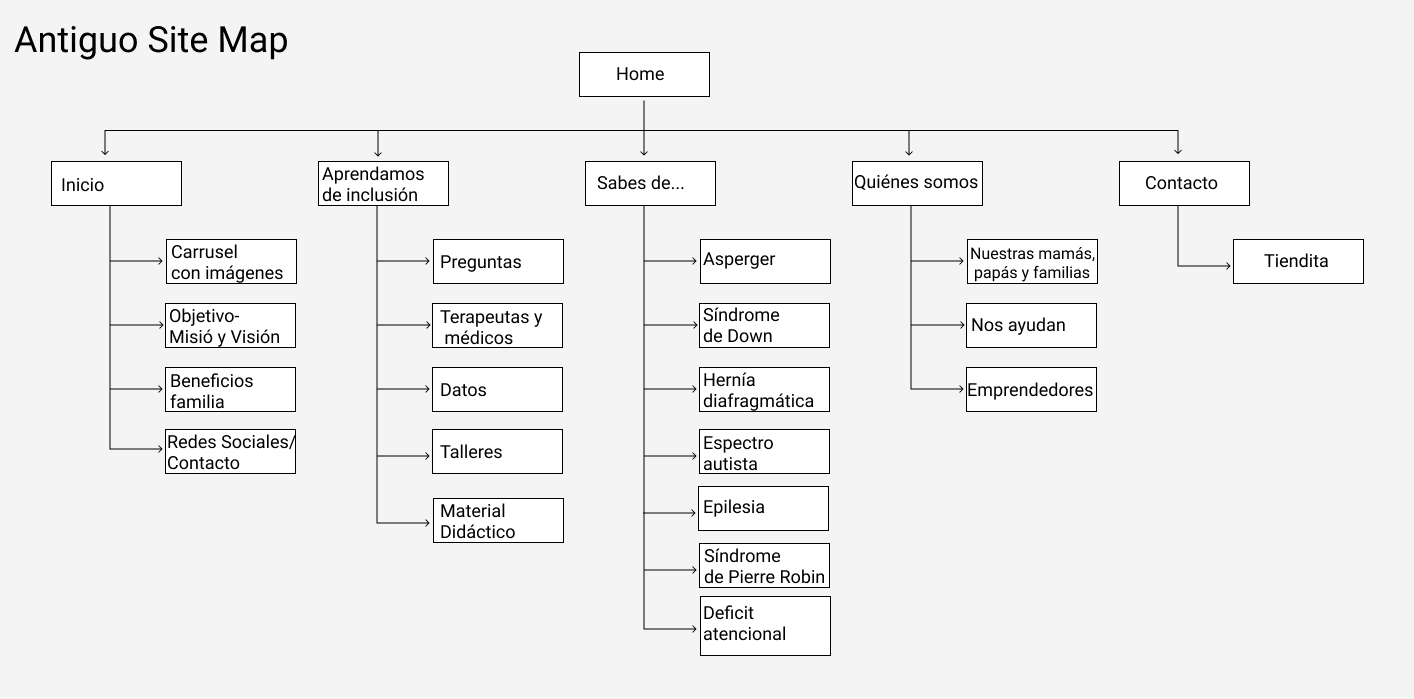 Antiguo Site Map
Home
Inicio
Aprendamos
de inclusión
Sabes de...
Quiénes somos
Contacto
Carrusel
con imágenes
Objetivo-
Misió y Visión
Beneficios
familia
Redes Sociales/
Contacto
Preguntas
Terapeutas y
médicos
Datos
Talleres
Material
Didáctico
Asperger
Síndrome
de Down
Hernía
diafragmática
Espectro
autista
Epilesia
Síndrome
de Pierre Robin
Deficit
atencional
Nuestras mamás,
papás y familias
Nos ayudan
Emprendedores
Tiendita